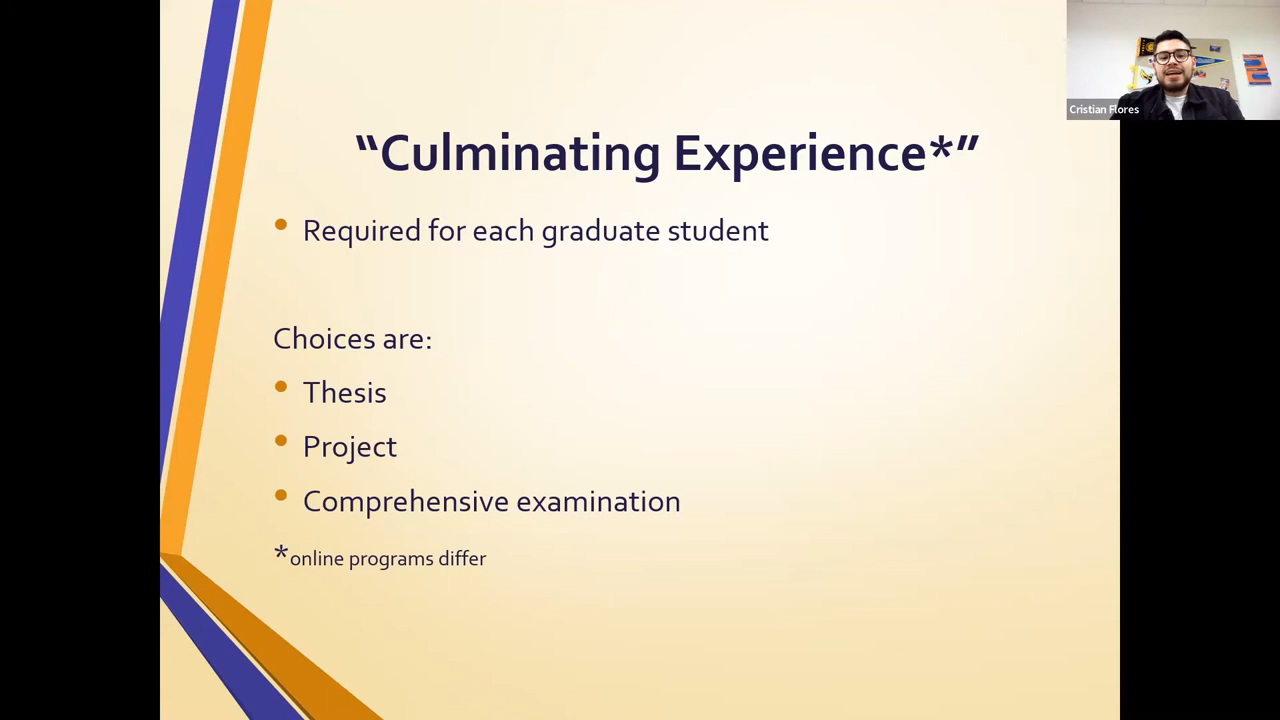 “Culminating Experience*”
• Required for each graduate student
Choices are:
• Thesis
• Project
• Comprehensive examination
*online programs differ
Cristian Flores